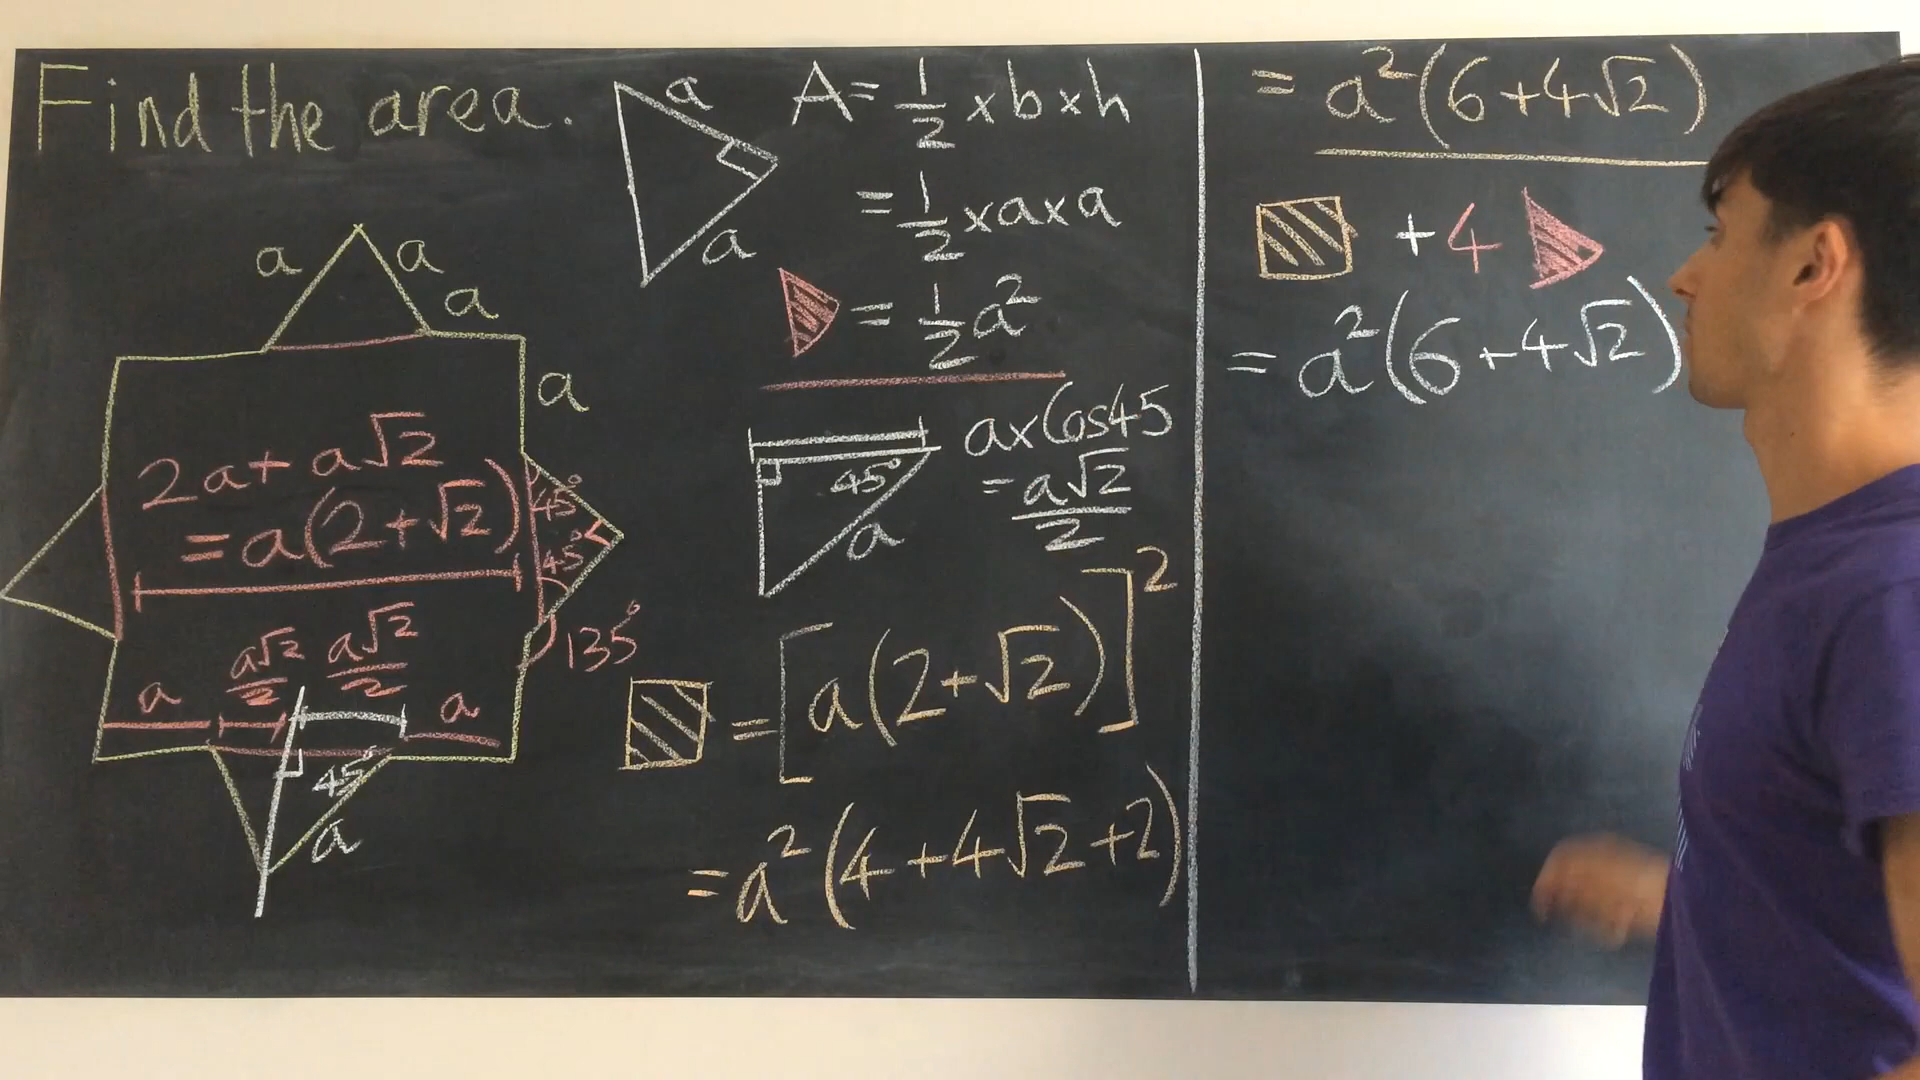 Find the area.
a a
a
a
2a + a√2
= a(2+√2)
45°
45°
135°
a√2/2 a√2/2
a a
45°
a
a
a
A = 1/2 × b × h
= 1/2 × a × a
= 1/2 a²
45°
a
a×Cos45
= a√2/2
= [a(2+√2)]²
= a²(4+4√2+2)
= a²(6+4√2)
+ 4
= a²(6+4√2)